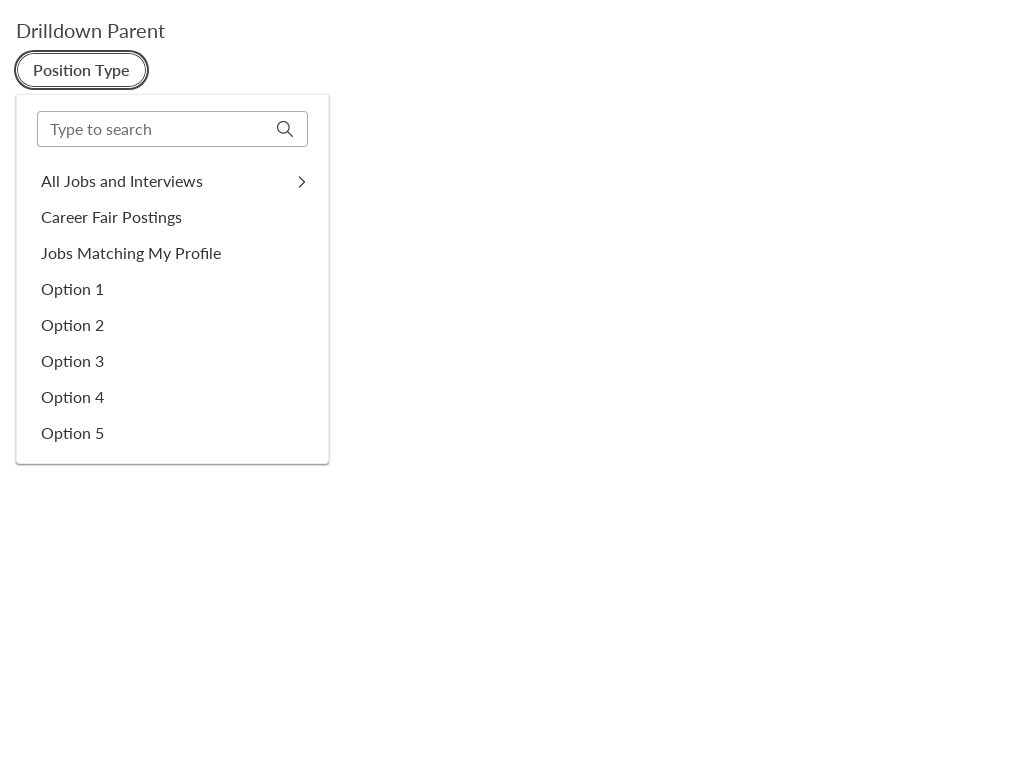 Drilldown Parent
Position Type
Type to search
All Jobs and Interviews
Career Fair Postings
Jobs Matching My Profile
Option 1
Option 2
Option 3
Option 4
Option 5